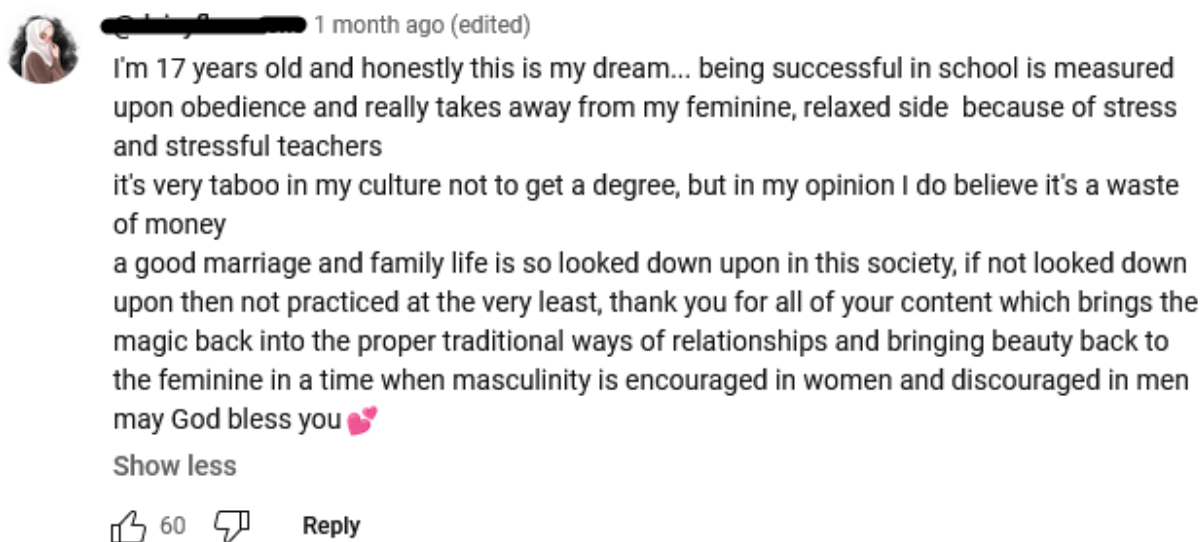 1 month ago (edited)
I'm 17 years old and honestly this is my dream... being successful in school is measured
upon obedience and really takes away from my feminine, relaxed side  because of stress
and stressful teachers
it's very taboo in my culture not to get a degree, but in my opinion I do believe it's a waste
of money
a good marriage and family life is so looked down upon in this society, if not looked down
upon then not practiced at the very least, thank you for all of your content which brings the
magic back into the proper traditional ways of relationships and bringing beauty back to
the feminine in a time when masculinity is encouraged in women and discouraged in men
may God bless you 💕
Show less
60 Reply